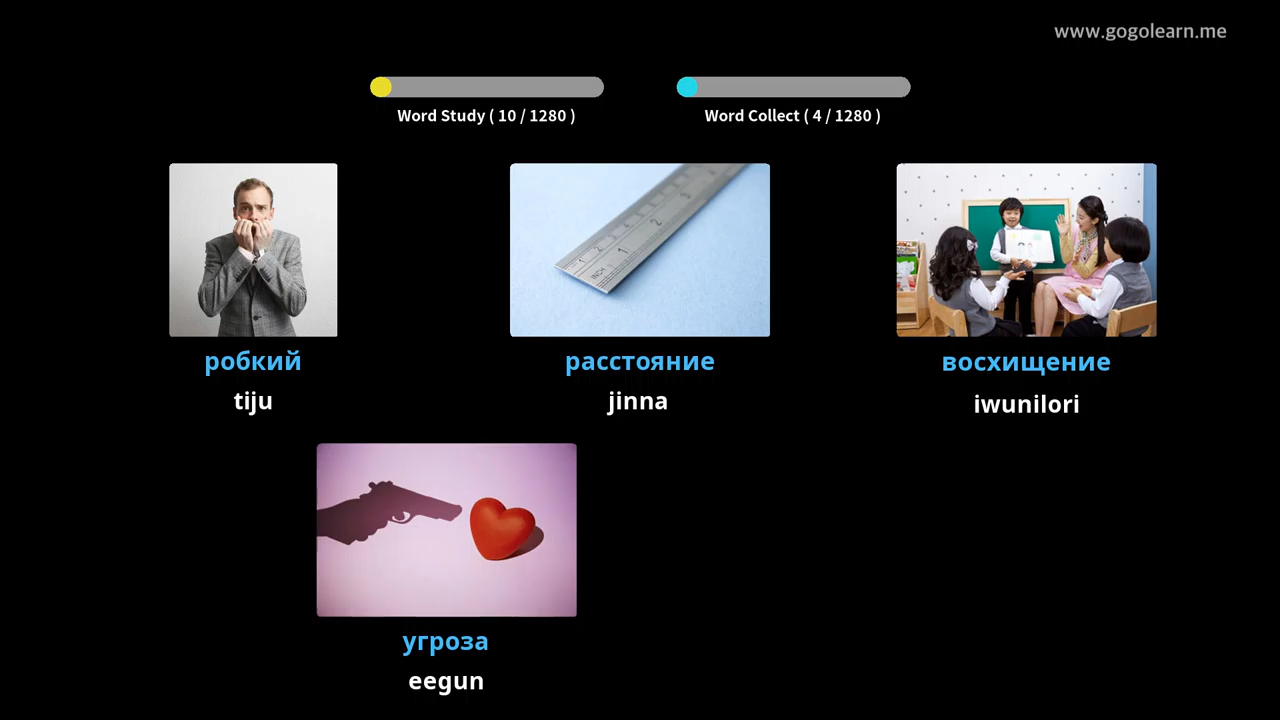 www.gogolearn.me
Word Study ( 10 / 1280 )
Word Collect ( 4 / 1280 )
робкий
tiju
расстояние
jinna
восхищение
iwunilori
угроза
eegun